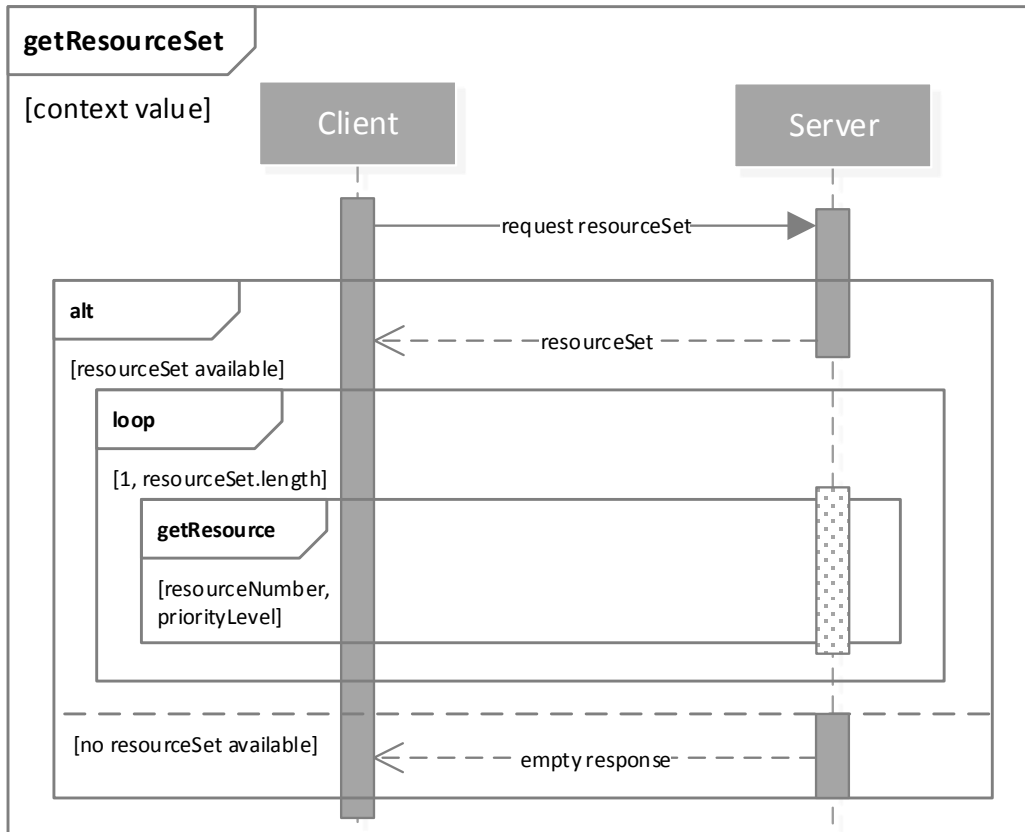 getResourceSet
[context value]
Client
Server
request resourceSet
alt
resourceSet
[resourceSet available]
loop
[1, resourceSet.length]
getResource
[resourceNumber,
priorityLevel]
[no resourceSet available]
empty response